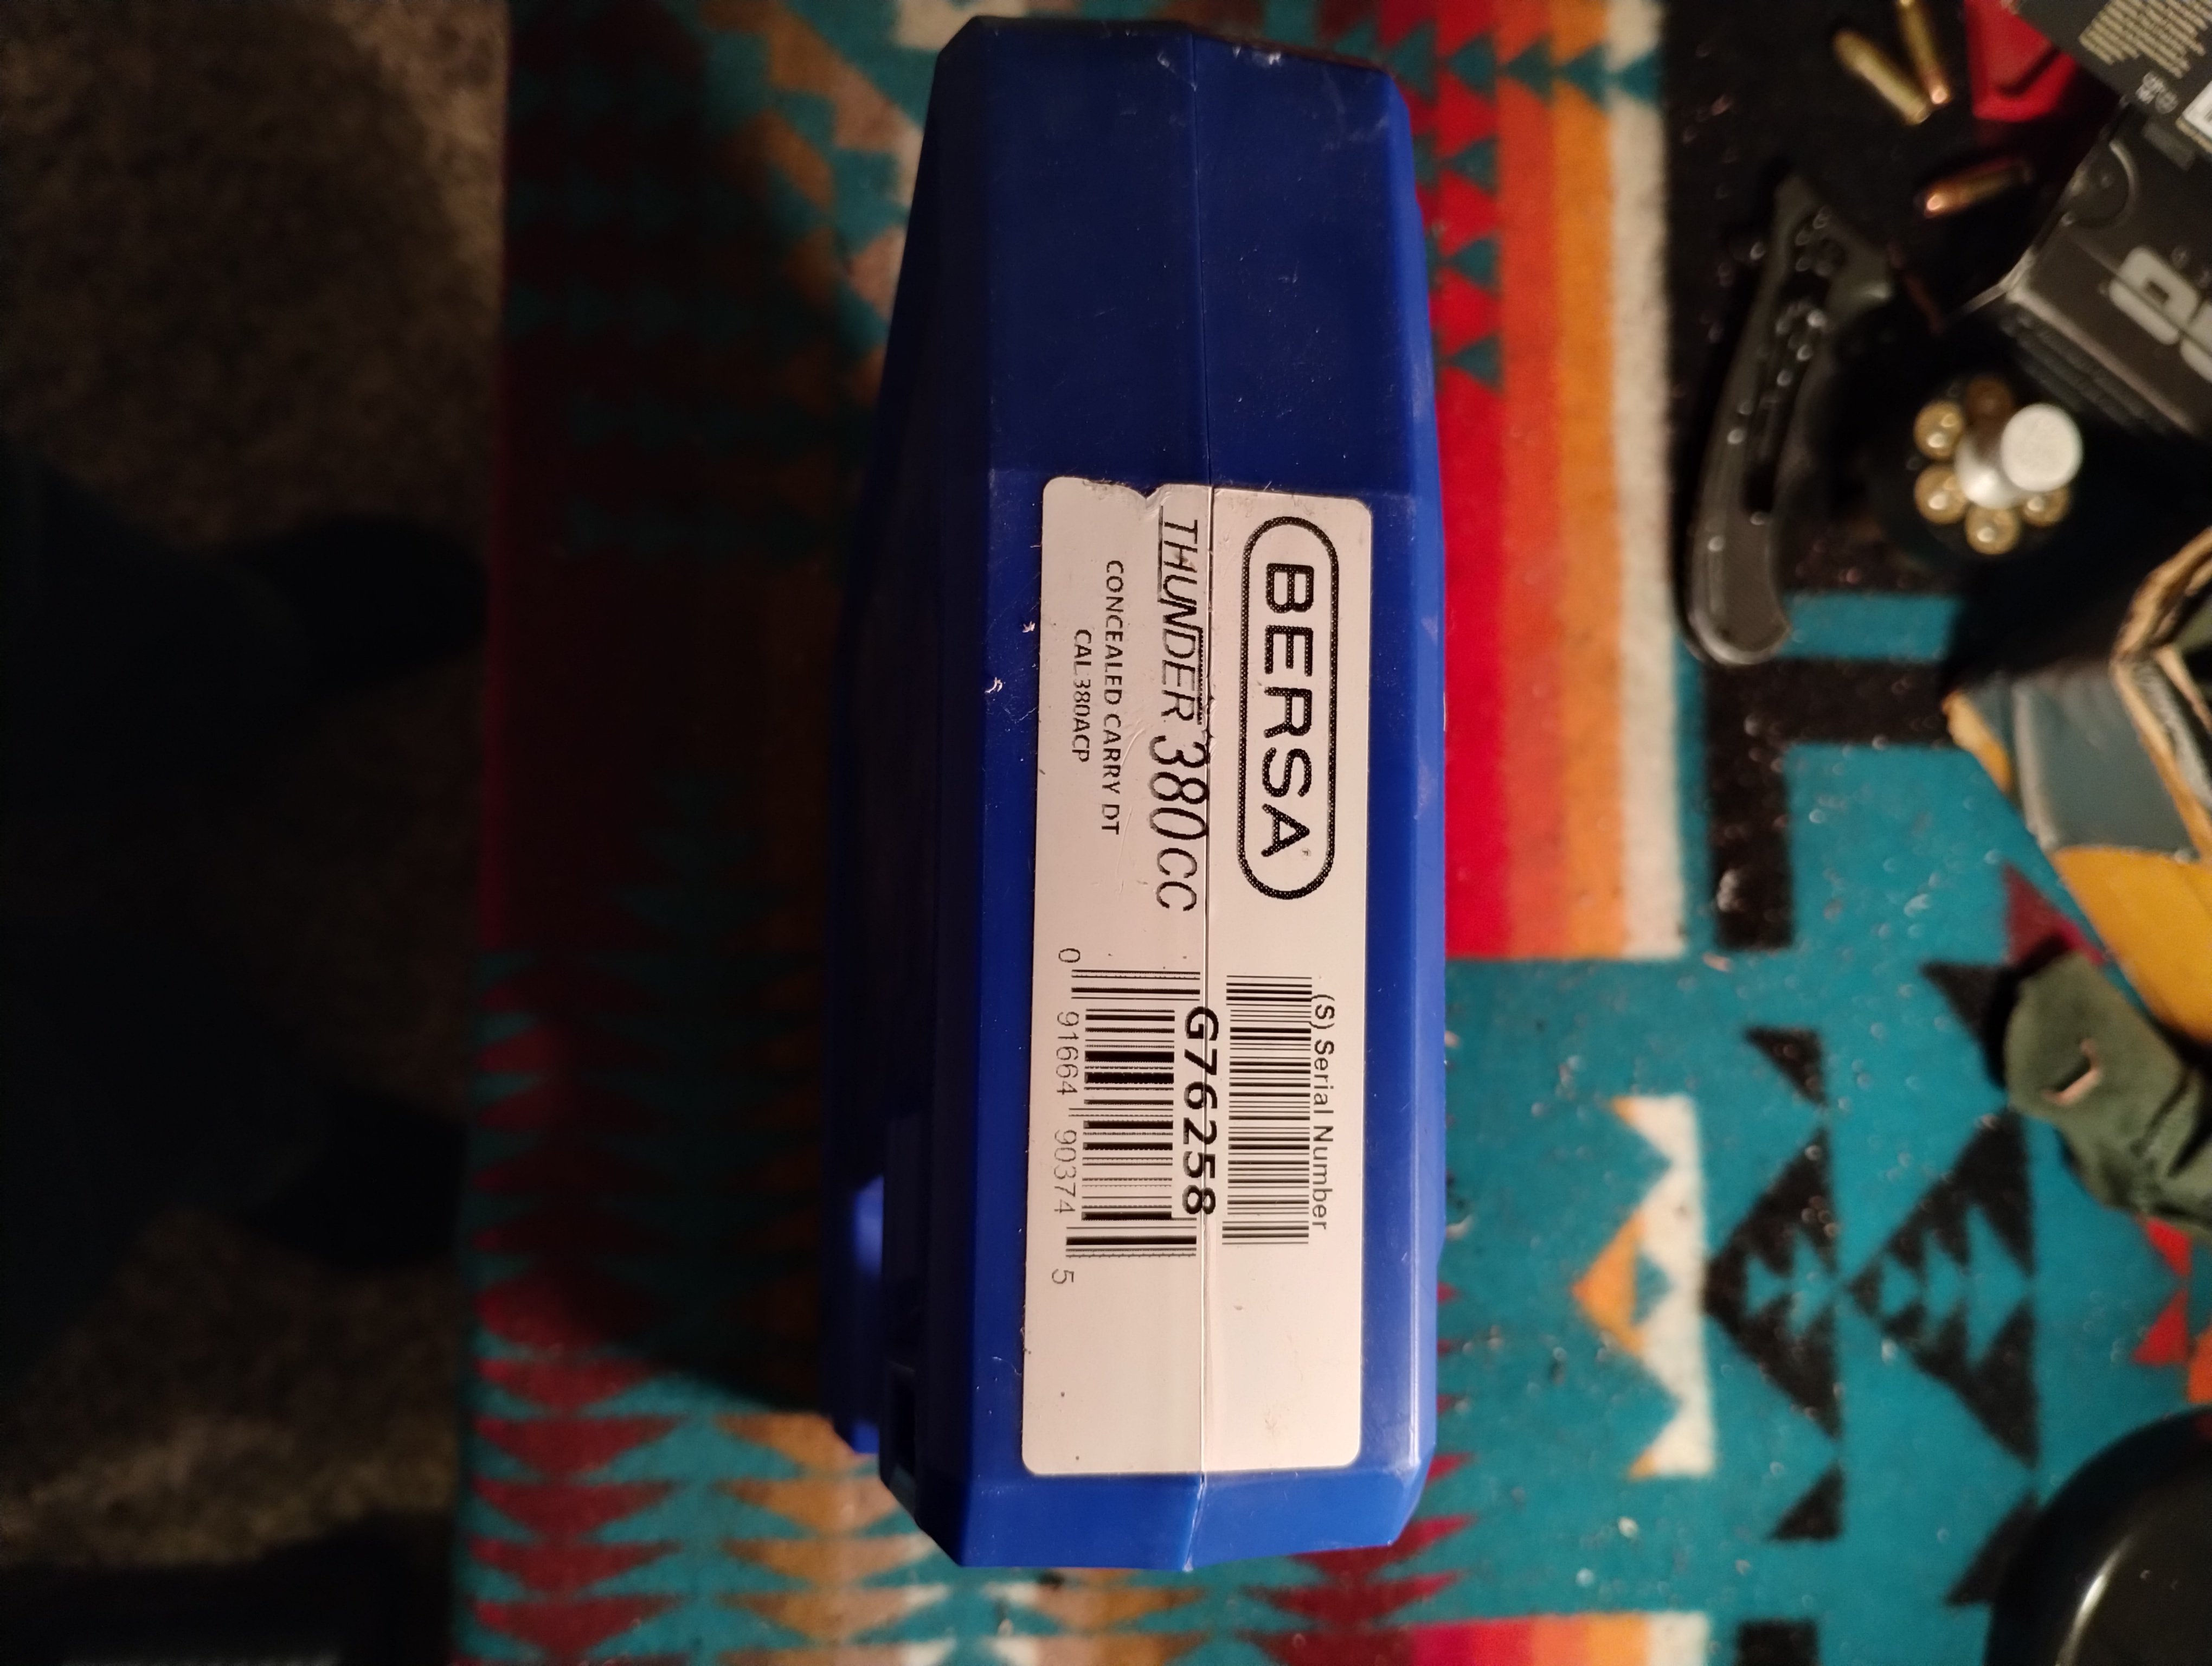 BERSA
THUNDER 380CC
CONCEALED CARRY DT
CAL.380ACP
(S) Serial Number
G76258
0 91664 90374 5